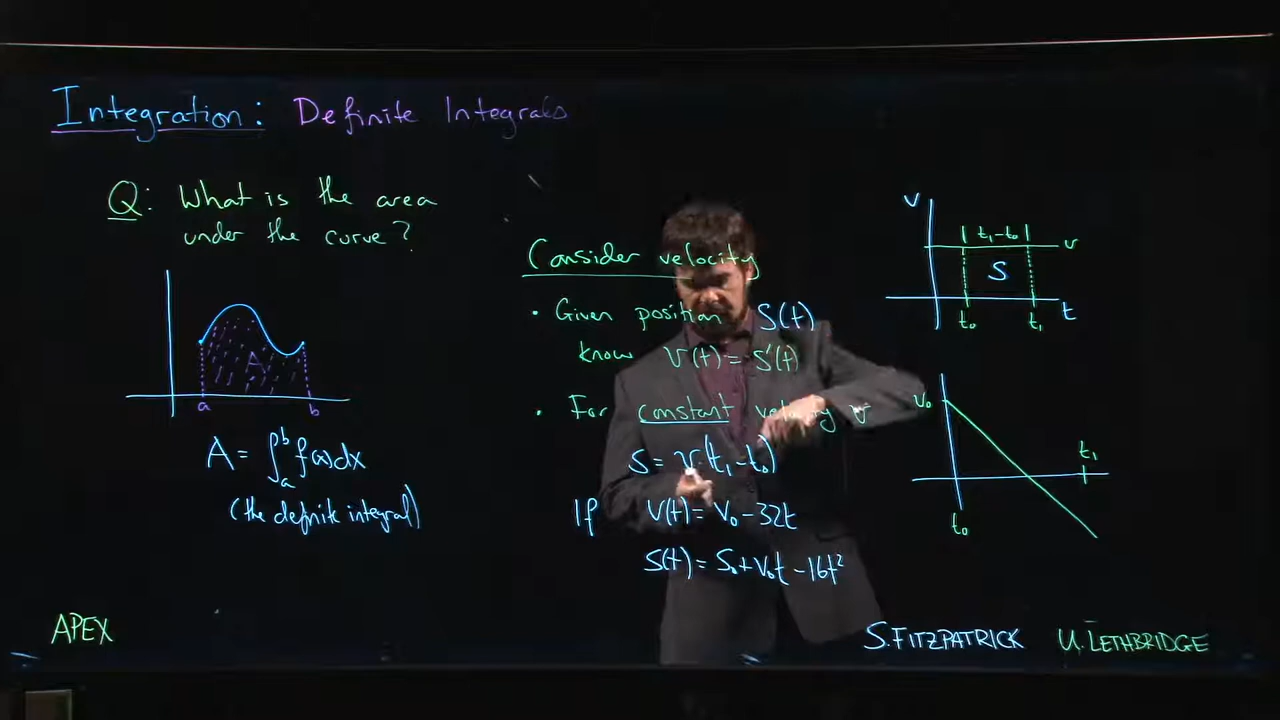 Integration: Definite Integrals
Q: What is the area
under the curve?
A
a
b
A = ∫_a^b f(x)dx
(the definite integral)
APEX
Consider velocity
• Given position S(t)
know V(t) = S'(t)
• For constant velocity v
S = v·(t₁-t₀)
If V(t) = V₀ - 32t
S(t) = S₀ + V₀t - 16t²
v
| t₁-t₀ |
v
S
t₀
t₁
t
V₀
t₁
t₀
S. FITZPATRICK U. LETHBRIDGE